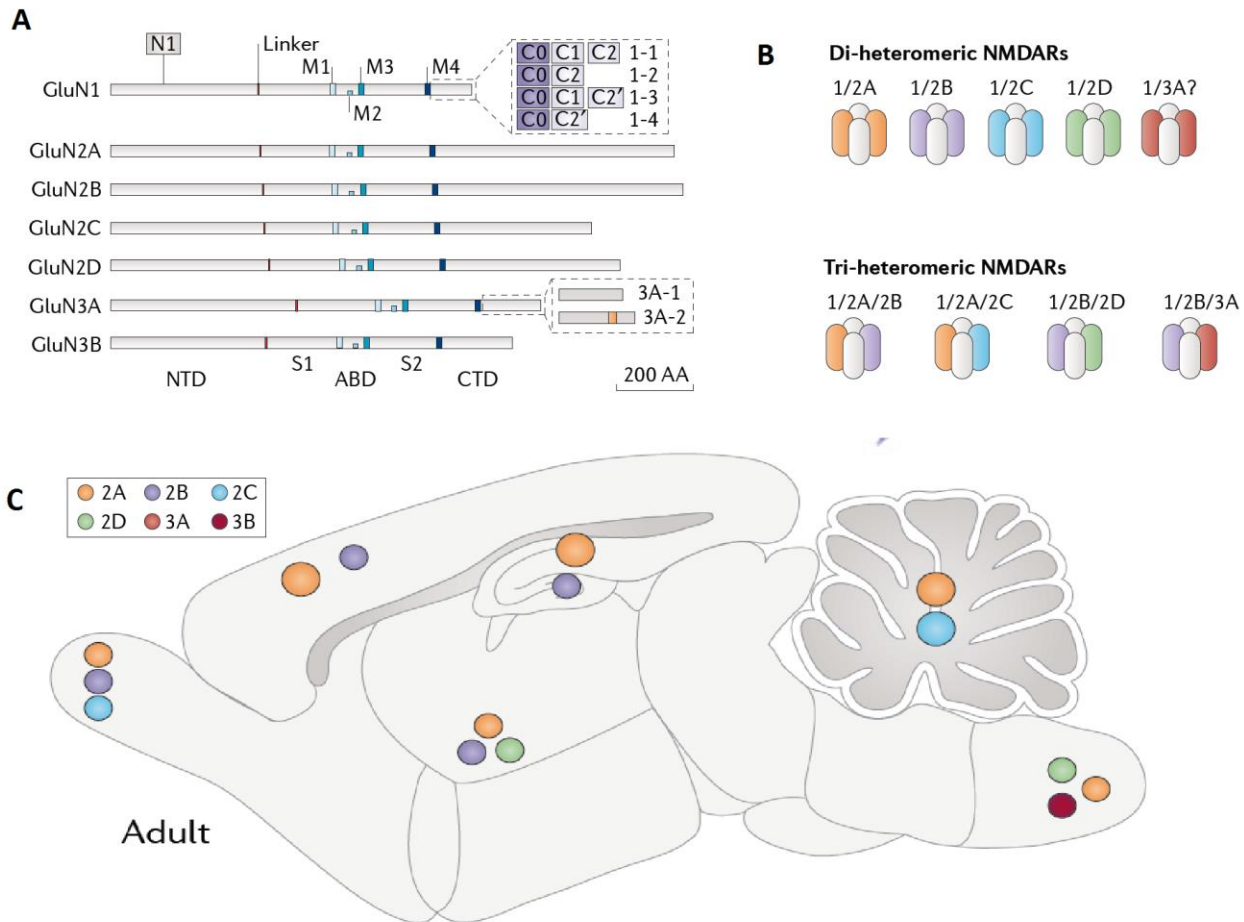 A
N1
Linker
M1
M3
M4
GluN1
M2
C0 C1 C2 1-1
C0 C2 1-2
C0 C1 C2′ 1-3
C0 C2′ 1-4
GluN2A
GluN2B
GluN2C
GluN2D
GluN3A
3A-1
3A-2
GluN3B
S1
S2
NTD
ABD
CTD
200 AA
B
Di-heteromeric NMDARs
1/2A 1/2B 1/2C 1/2D 1/3A?
Tri-heteromeric NMDARs
1/2A/2B 1/2A/2C 1/2B/2D 1/2B/3A
C
2A 2B 2C
2D 3A 3B
Adult